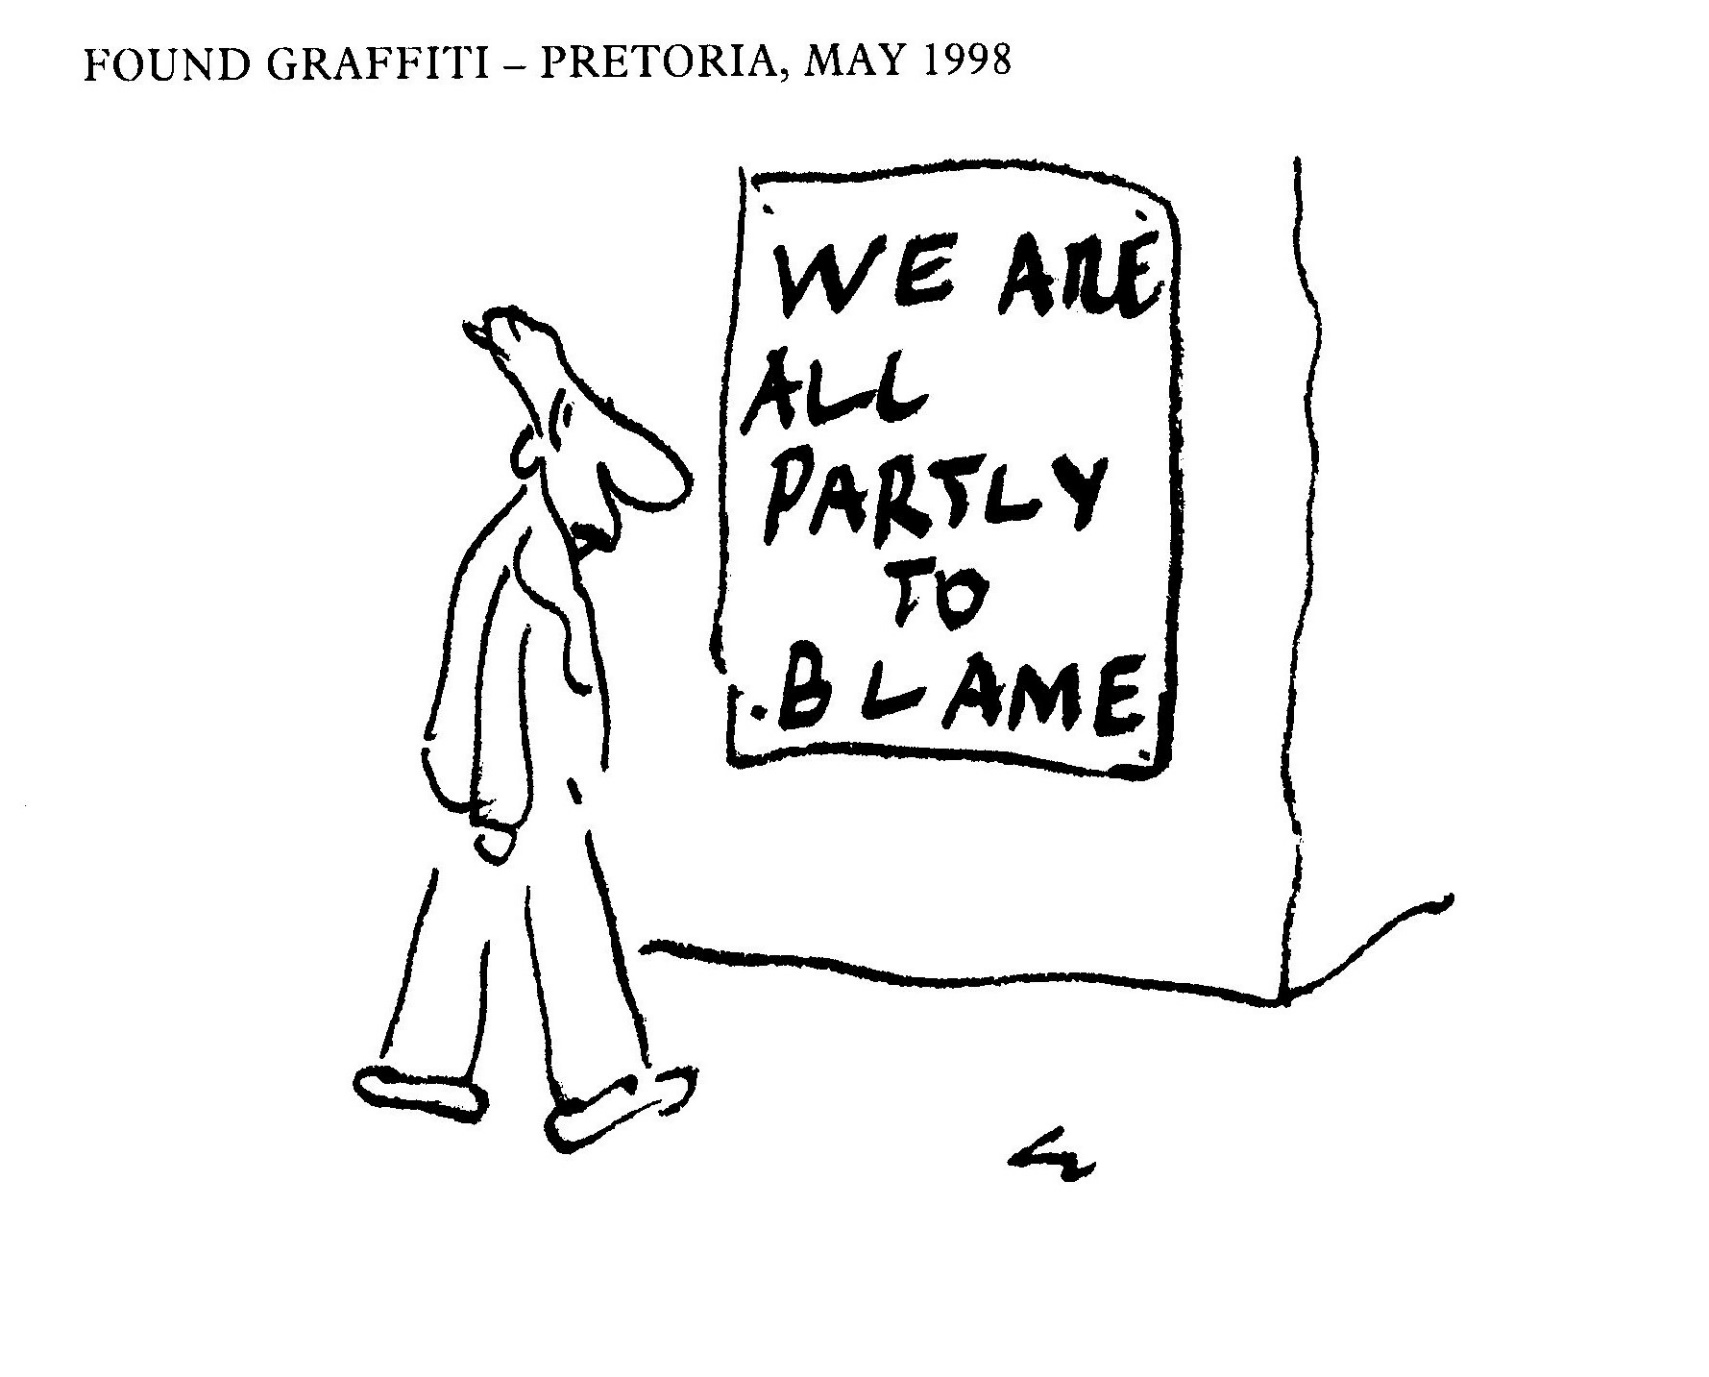 FOUND GRAFFITI – PRETORIA, MAY 1998
WE ARE
ALL
PARTLY
TO
BLAME